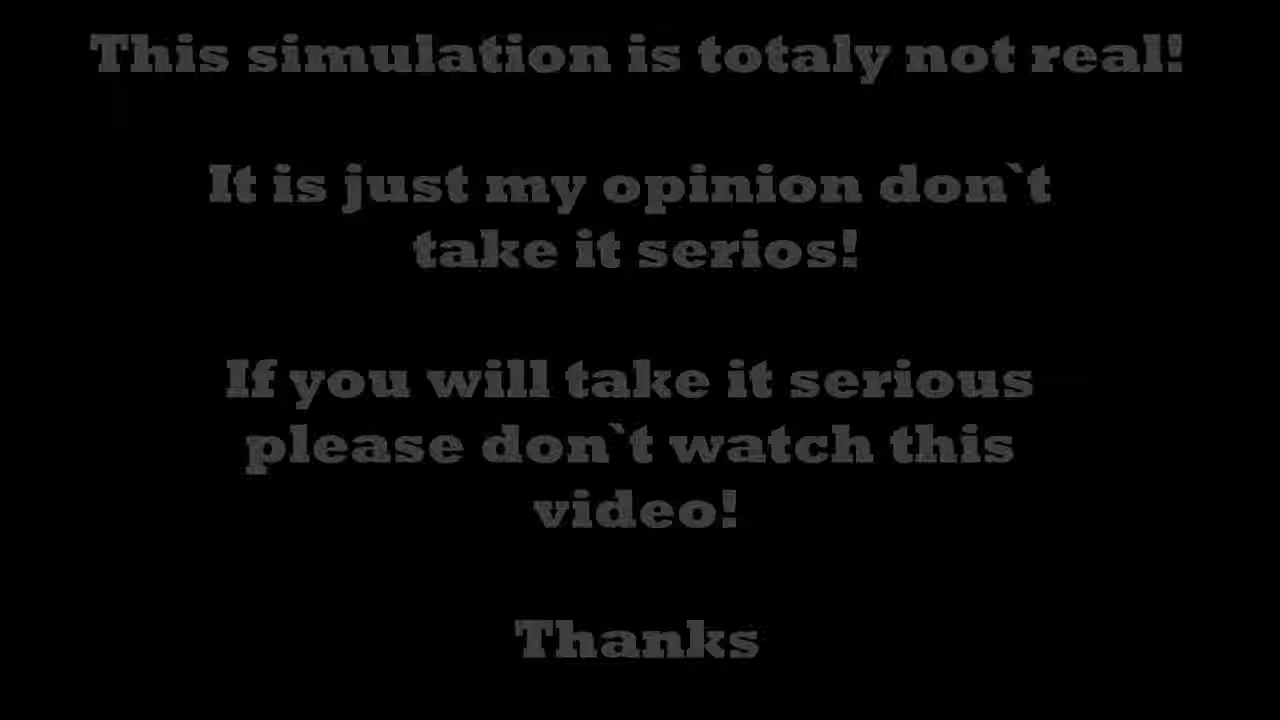 This simulation is totaly not real!
It is just my opinion don`t
take it serios!
If you will take it serious
please don`t watch this
video!
Thanks